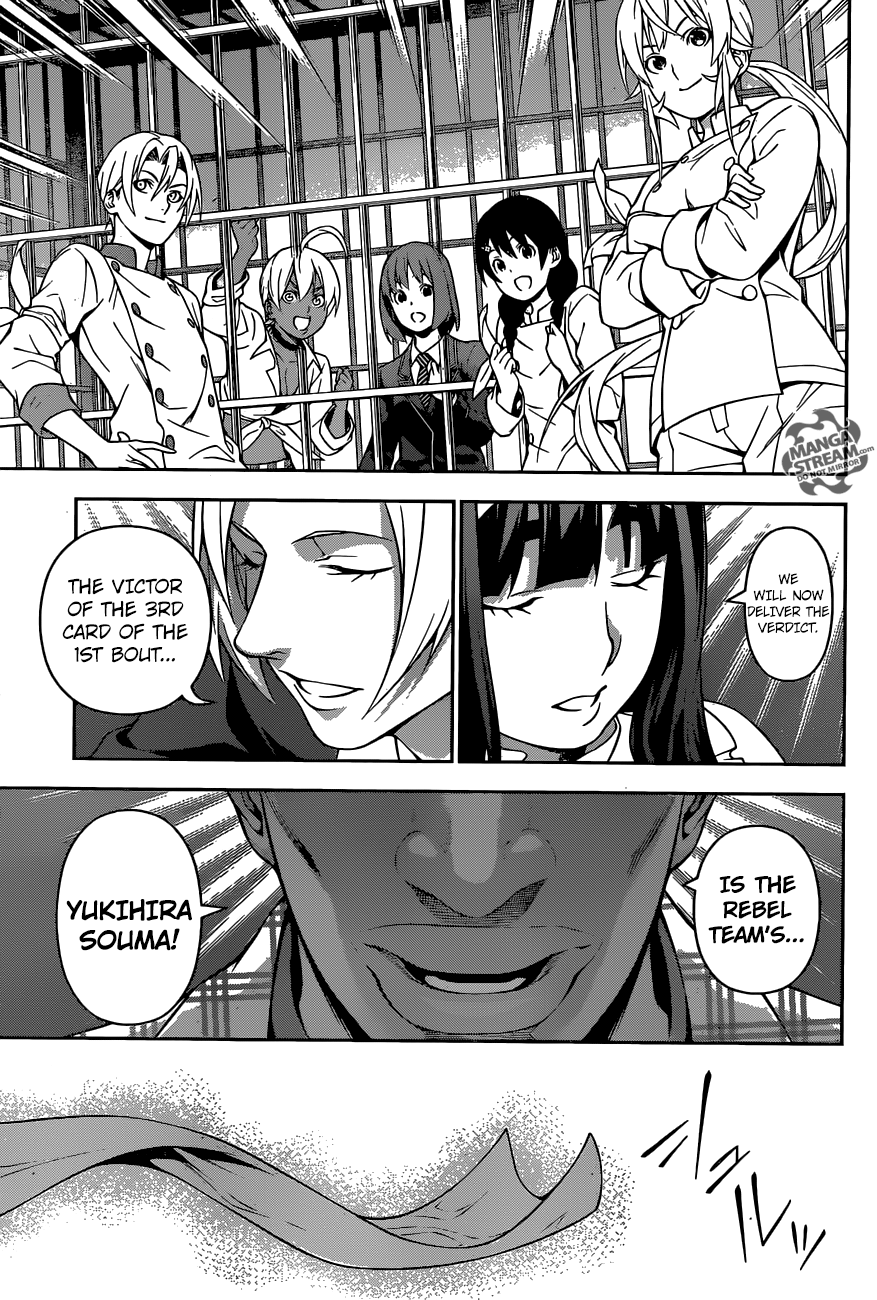 MANGA
STREAM.com
DO NOT MIRROR
WE
WILL NOW
DELIVER THE
VERDICT.
THE VICTOR
OF THE 3RD
CARD OF THE
1ST BOUT...
IS THE
REBEL
TEAM'S...
YUKIHIRA
SOUMA!